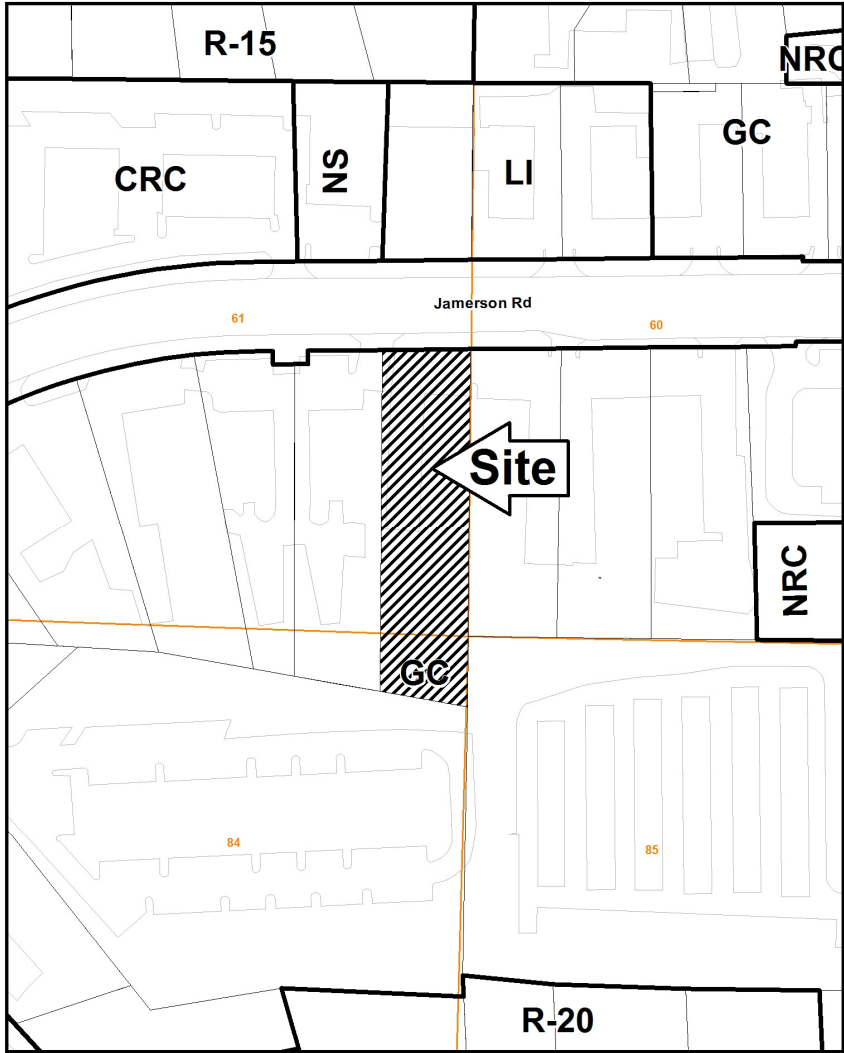 R-15
NRC
GC
CRC
NS
LI
Jamerson Rd
61
60
Site
NRC
GC
84
85
R-20